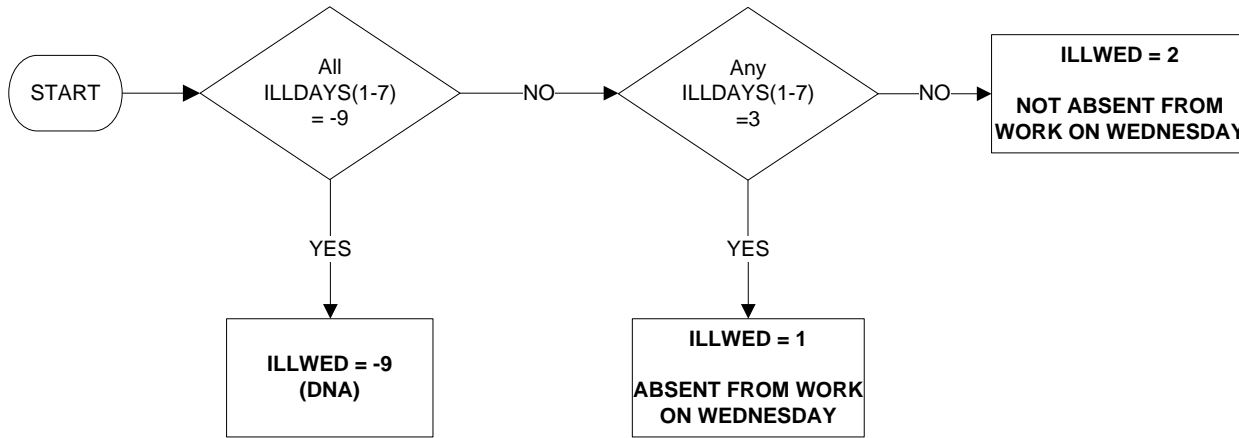 START
All
ILLDAYS(1-7)
= -9
NO
Any
ILLDAYS(1-7)
=3
NO
ILLWED = 2
NOT ABSENT FROM
WORK ON WEDNESDAY
YES
YES
ILLWED = -9
(DNA)
ILLWED = 1
ABSENT FROM WORK
ON WEDNESDAY